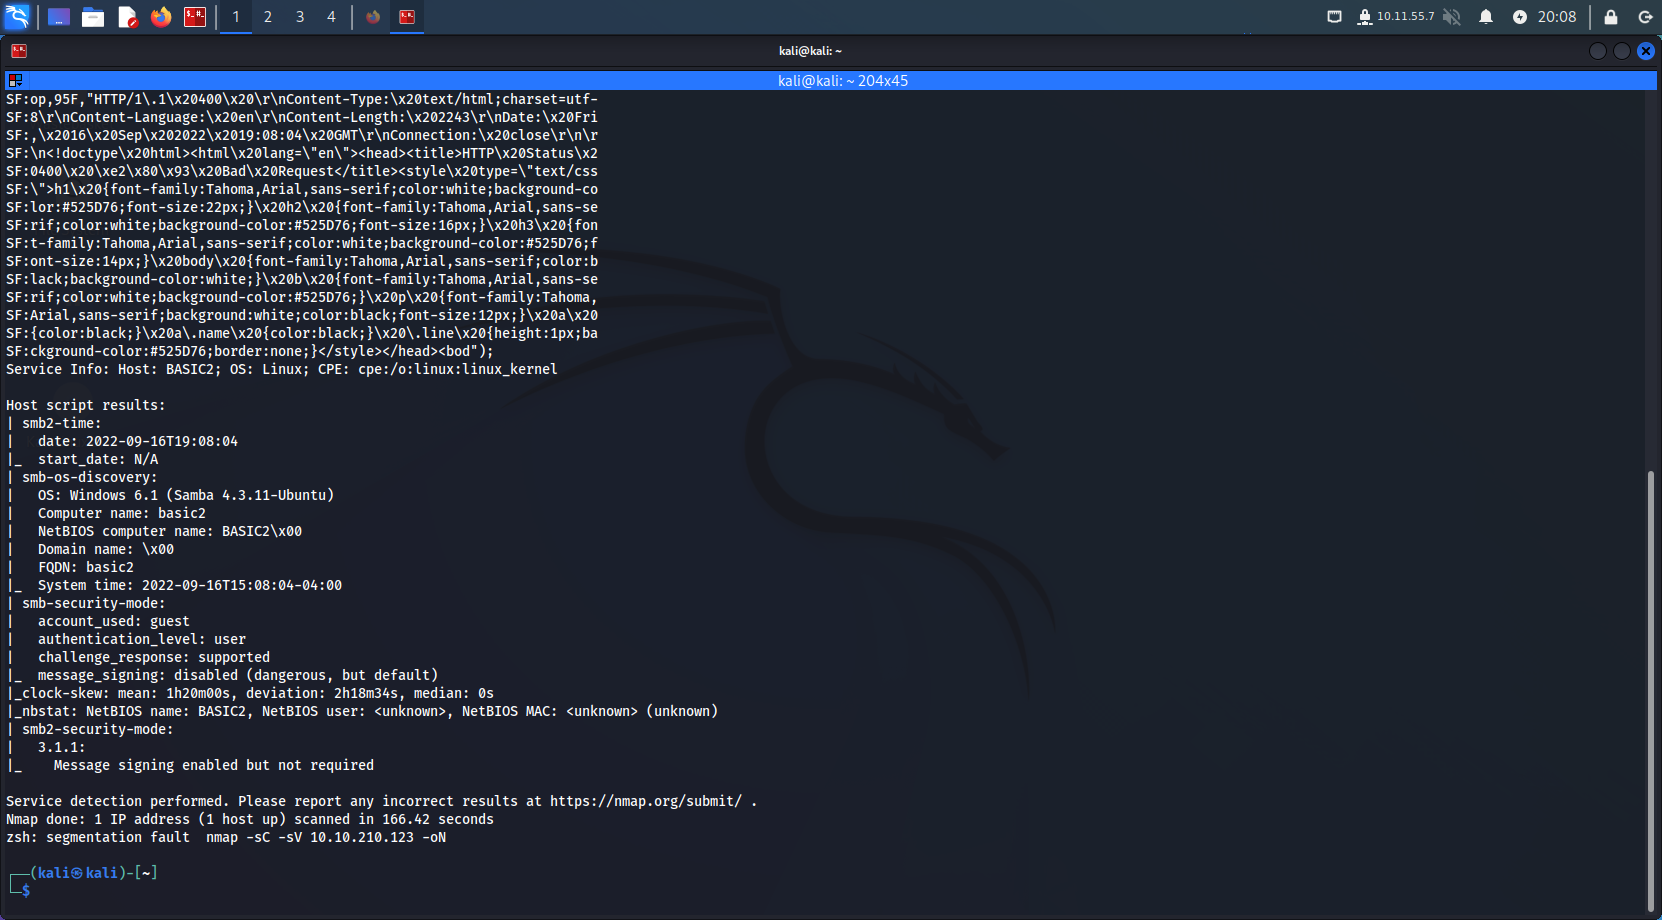 1 2 3 4 10.11.55.7 20:08
kali@kali: ~
kali@kali: ~ 204x45
SF:op,95F,"HTTP/1\.1\x20400\x20\r\nContent-Type:\x20text/html;charset=utf-
SF:8\r\nContent-Language:\x20en\r\nContent-Length:\x202243\r\nDate:\x20Fri
SF:,\x2016\x20Sep\x202022\x2019:08:04\x20GMT\r\nConnection:\x20close\r\n\r
SF:\n<!doctype\x20html><html\x20lang=\"en\"><head><title>HTTP\x20Status\x2
SF:0400\x20\xe2\x80\x93\x20Bad\x20Request</title><style\x20type=\"text/css
SF:\">h1\x20{font-family:Tahoma,Arial,sans-serif;color:white;background-co
SF:lor:#525D76;font-size:22px;}\x20h2\x20{font-family:Tahoma,Arial,sans-se
SF:rif;color:white;background-color:#525D76;font-size:16px;}\x20h3\x20{fon
SF:t-family:Tahoma,Arial,sans-serif;color:white;background-color:#525D76;f
SF:ont-size:14px;}\x20body\x20{font-family:Tahoma,Arial,sans-serif;color:b
SF:lack;background-color:white;}\x20b\x20{font-family:Tahoma,Arial,sans-se
SF:rif;color:white;background-color:#525D76;}\x20p\x20{font-family:Tahoma,
SF:Arial,sans-serif;background:white;color:black;font-size:12px;}\x20a\x20
SF:{color:black;}\x20a\.name\x20{color:black;}\x20\.line\x20{height:1px;ba
SF:ckground-color:#525D76;border:none;}</style></head><bod");
Service Info: Host: BASIC2; OS: Linux; CPE: cpe:/o:linux:linux_kernel
Host script results:
| smb2-time:
|   date: 2022-09-16T19:08:04
|_  start_date: N/A
| smb-os-discovery:
|   OS: Windows 6.1 (Samba 4.3.11-Ubuntu)
|   Computer name: basic2
|   NetBIOS computer name: BASIC2\x00
|   Domain name: \x00
|   FQDN: basic2
|_  System time: 2022-09-16T15:08:04-04:00
| smb-security-mode:
|   account_used: guest
|   authentication_level: user
|   challenge_response: supported
|_  message_signing: disabled (dangerous, but default)
|_clock-skew: mean: 1h20m00s, deviation: 2h18m34s, median: 0s
|_nbstat: NetBIOS name: BASIC2, NetBIOS user: <unknown>, NetBIOS MAC: <unknown> (unknown)
| smb2-security-mode:
|   3.1.1:
|_    Message signing enabled but not required
Service detection performed. Please report any incorrect results at https://nmap.org/submit/ .
Nmap done: 1 IP address (1 host up) scanned in 166.42 seconds
zsh: segmentation fault  nmap -sC -sV 10.10.210.123 -oN
┌──(kali㉿kali)-[~]
└─$